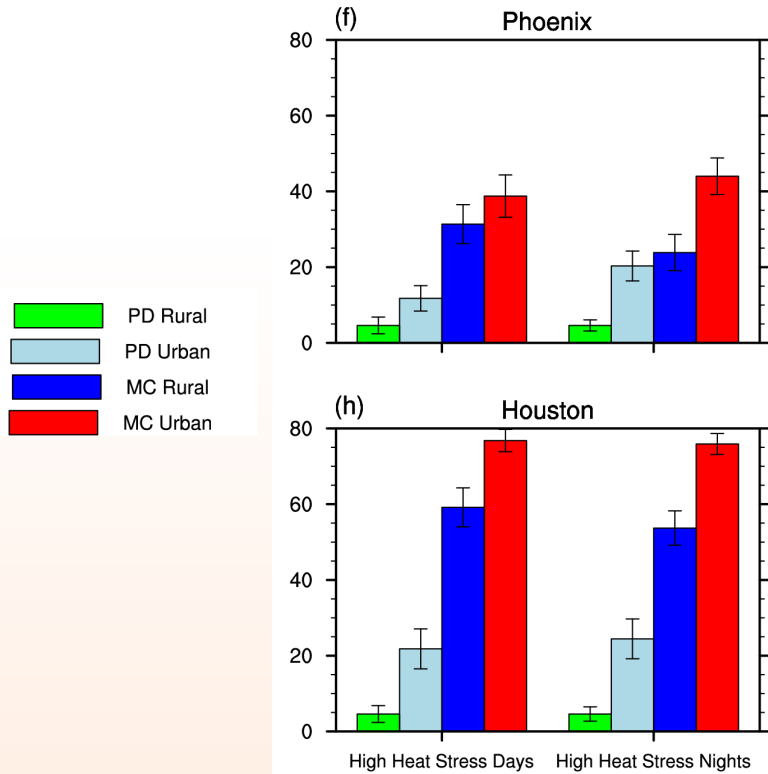 (f)
Phoenix
80
60
40
20
0
PD Rural
PD Urban
MC Rural
MC Urban
(h)
Houston
80
60
40
20
0
High Heat Stress Days
High Heat Stress Nights